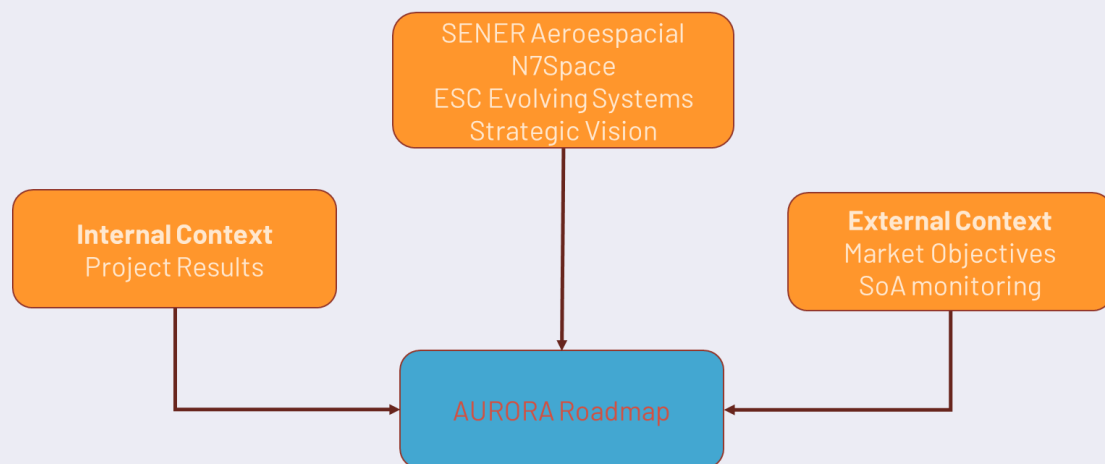 SENER Aeroespacial
N7Space
ESC Evolving Systems
Strategic Vision
Internal Context
Project Results
External Context
Market Objectives
SoA monitoring
AURORA Roadmap